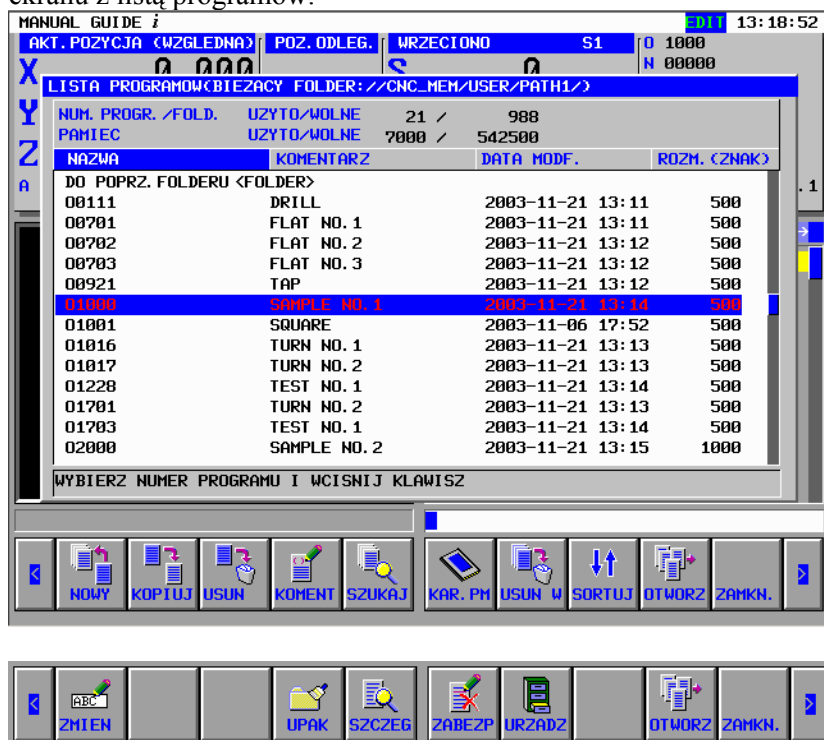 ekranu z listą programów.
MANUAL GUIDE i EDIT 13:18:52
AKT.POZYCJA (WZGLEDNA) POZ.ODLEG. WRZECIONO S1 O 1000
N 00000
X 0.000 S 0
LISTA PROGRAMOW(BIEZACY FOLDER://CNC_MEM/USER/PATH1/)
Y NUM. PROGR. /FOLD. UZYTO/WOLNE 21 / 988
PAMIEC UZYTO/WOLNE 7000 / 542500
Z NAZWA KOMENTARZ DATA MODF. ROZM.(ZNAK)
A DO POPRZ.FOLDERU <FOLDER> .1
O0111 DRILL 2003-11-21 13:11 500
O0701 FLAT NO.1 2003-11-21 13:11 500
O0702 FLAT NO.2 2003-11-21 13:12 500
O0703 FLAT NO.3 2003-11-21 13:12 500
O0921 TAP 2003-11-21 13:12 500
O1000 SAMPLE NO.1 2003-11-21 13:14 500
O1001 SQUARE 2003-11-06 17:52 500
O1016 TURN NO.1 2003-11-21 13:13 500
O1017 TURN NO.2 2003-11-21 13:13 500
O1228 TEST NO.1 2003-11-21 13:14 500
O1701 TURN NO.2 2003-11-21 13:13 500
O1703 TEST NO.1 2003-11-21 13:14 500
O2000 SAMPLE NO.2 2003-11-21 13:15 1000
WYBIERZ NUMER PROGRAMU I WCISNIJ KLAWISZ
< NOWY KOPIUJ USUN KOMENT SZUKAJ KAR.PM USUN W SORTUJ OTWORZ ZAMKN. >
< ABC ZMIEN UPAK SZCZEG ZABEZP URZADZ OTWORZ ZAMKN. >